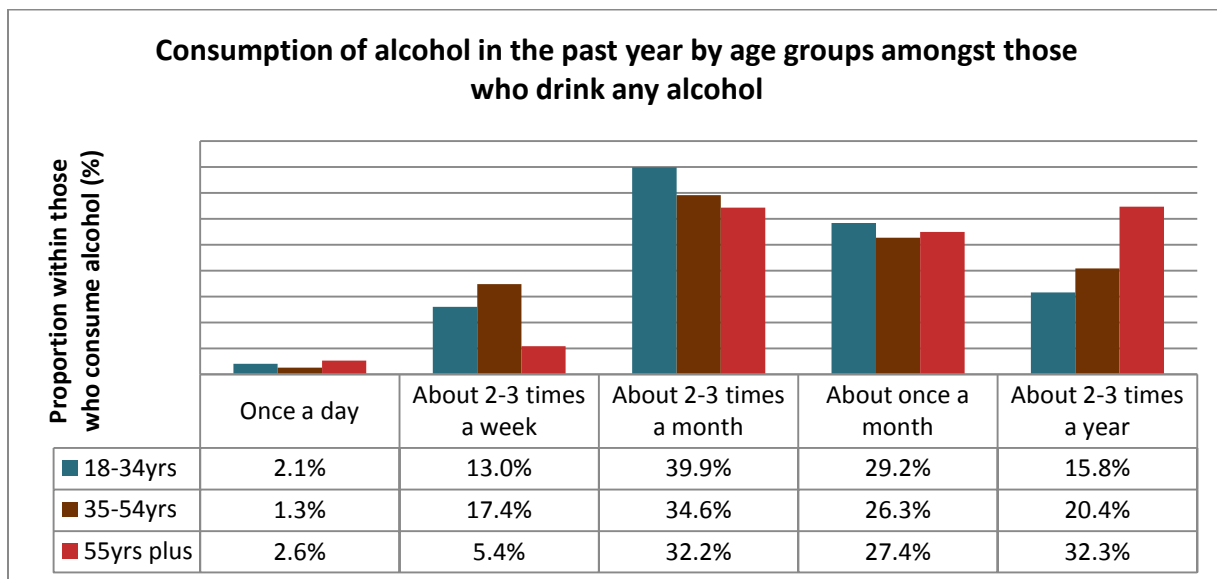 Consumption of alcohol in the past year by age groups amongst those
who drink any alcohol
Proportion within those
who consume alcohol (%)
Once a day
About 2-3 times
a week
About 2-3 times
a month
About once a
month
About 2-3 times
a year
18-34yrs 2.1% 13.0% 39.9% 29.2% 15.8%
35-54yrs 1.3% 17.4% 34.6% 26.3% 20.4%
55yrs plus 2.6% 5.4% 32.2% 27.4% 32.3%